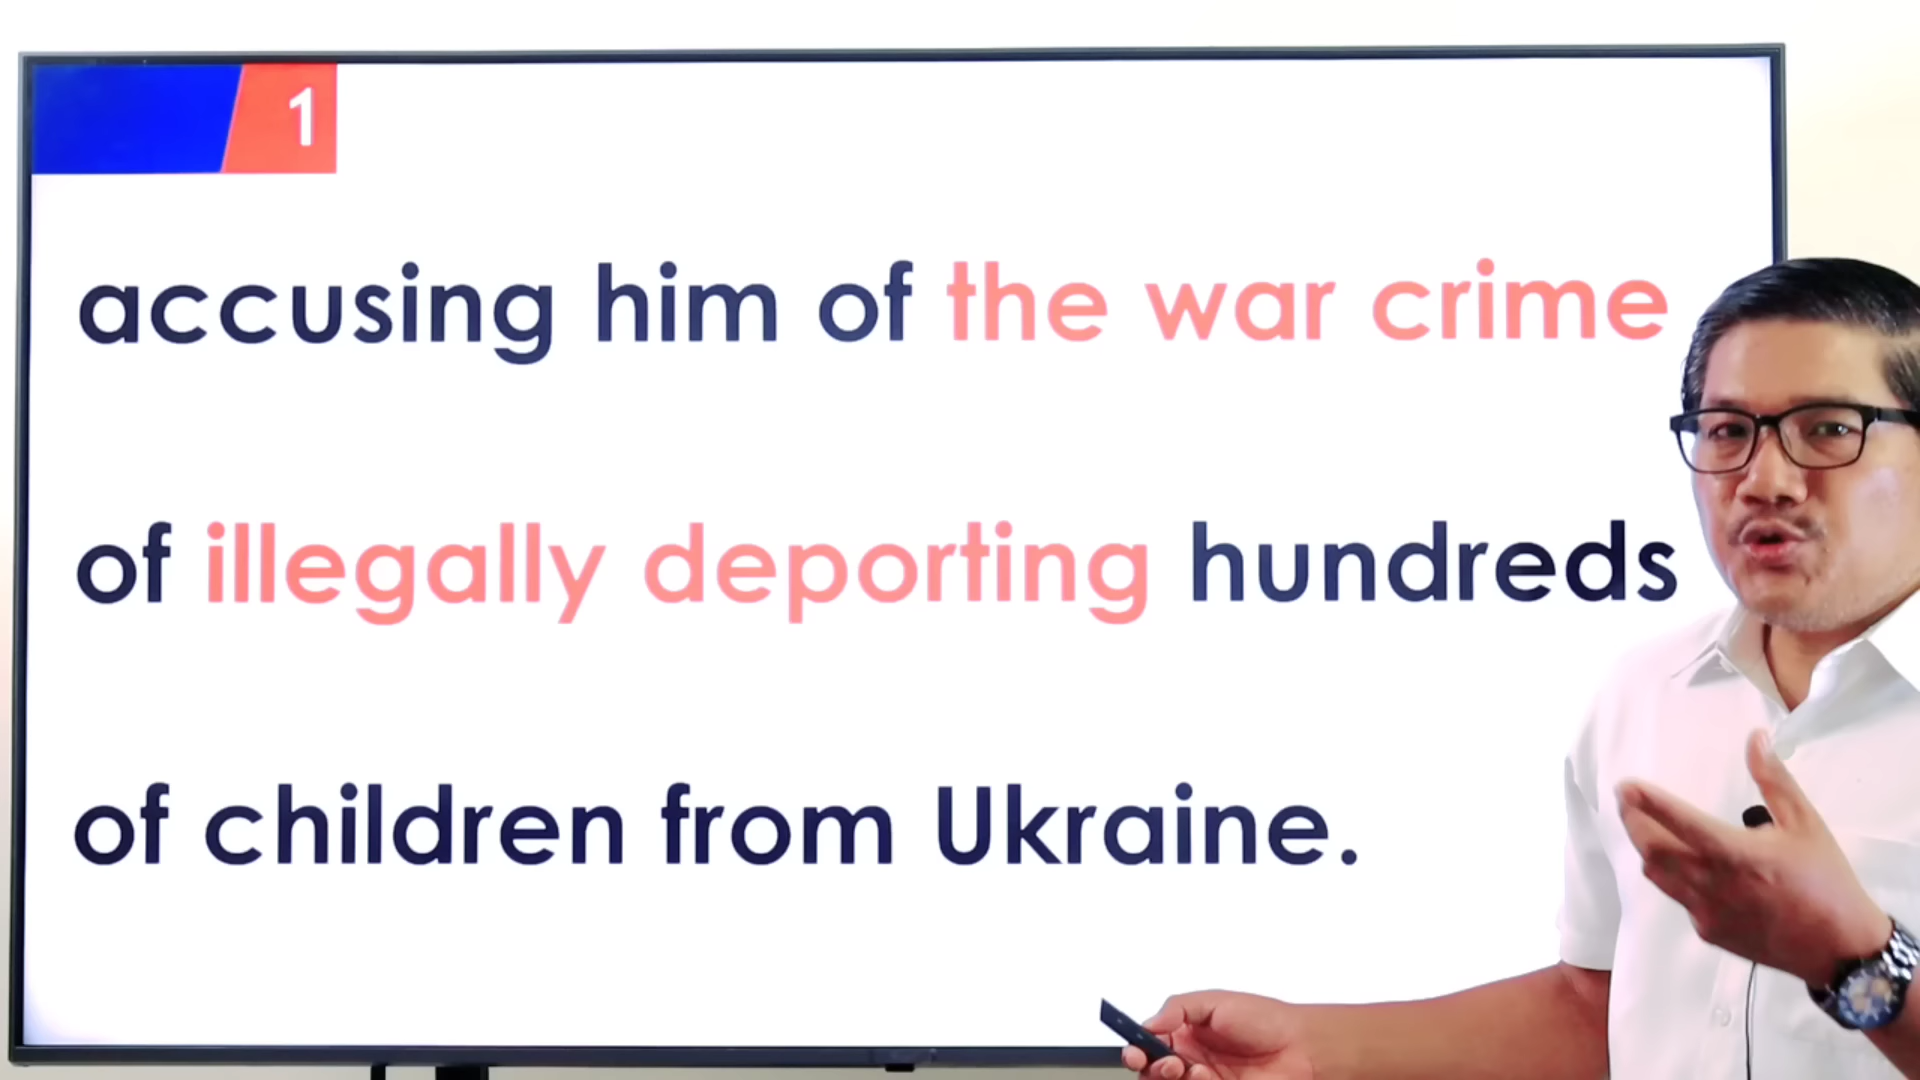 1
accusing him of the war crime
of illegally deporting hundreds
of children from Ukraine.